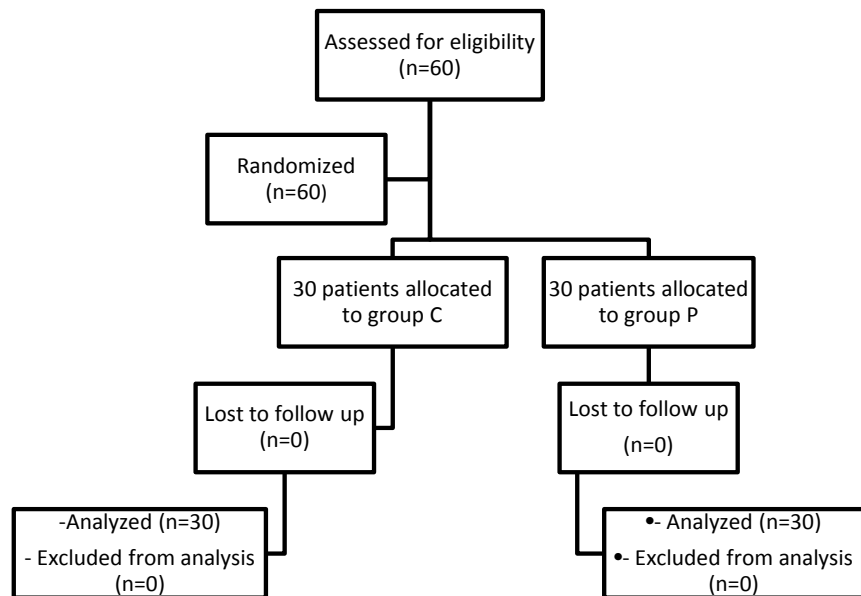 Assessed for eligibility
(n=60)
Randomized
(n=60)
30 patients allocated
to group C
30 patients allocated
to group P
Lost to follow up
(n=0)
Lost to follow up
(n=0)
-Analyzed (n=30)
- Excluded from analysis
(n=0)
•- Analyzed (n=30)
•- Excluded from analysis
(n=0)